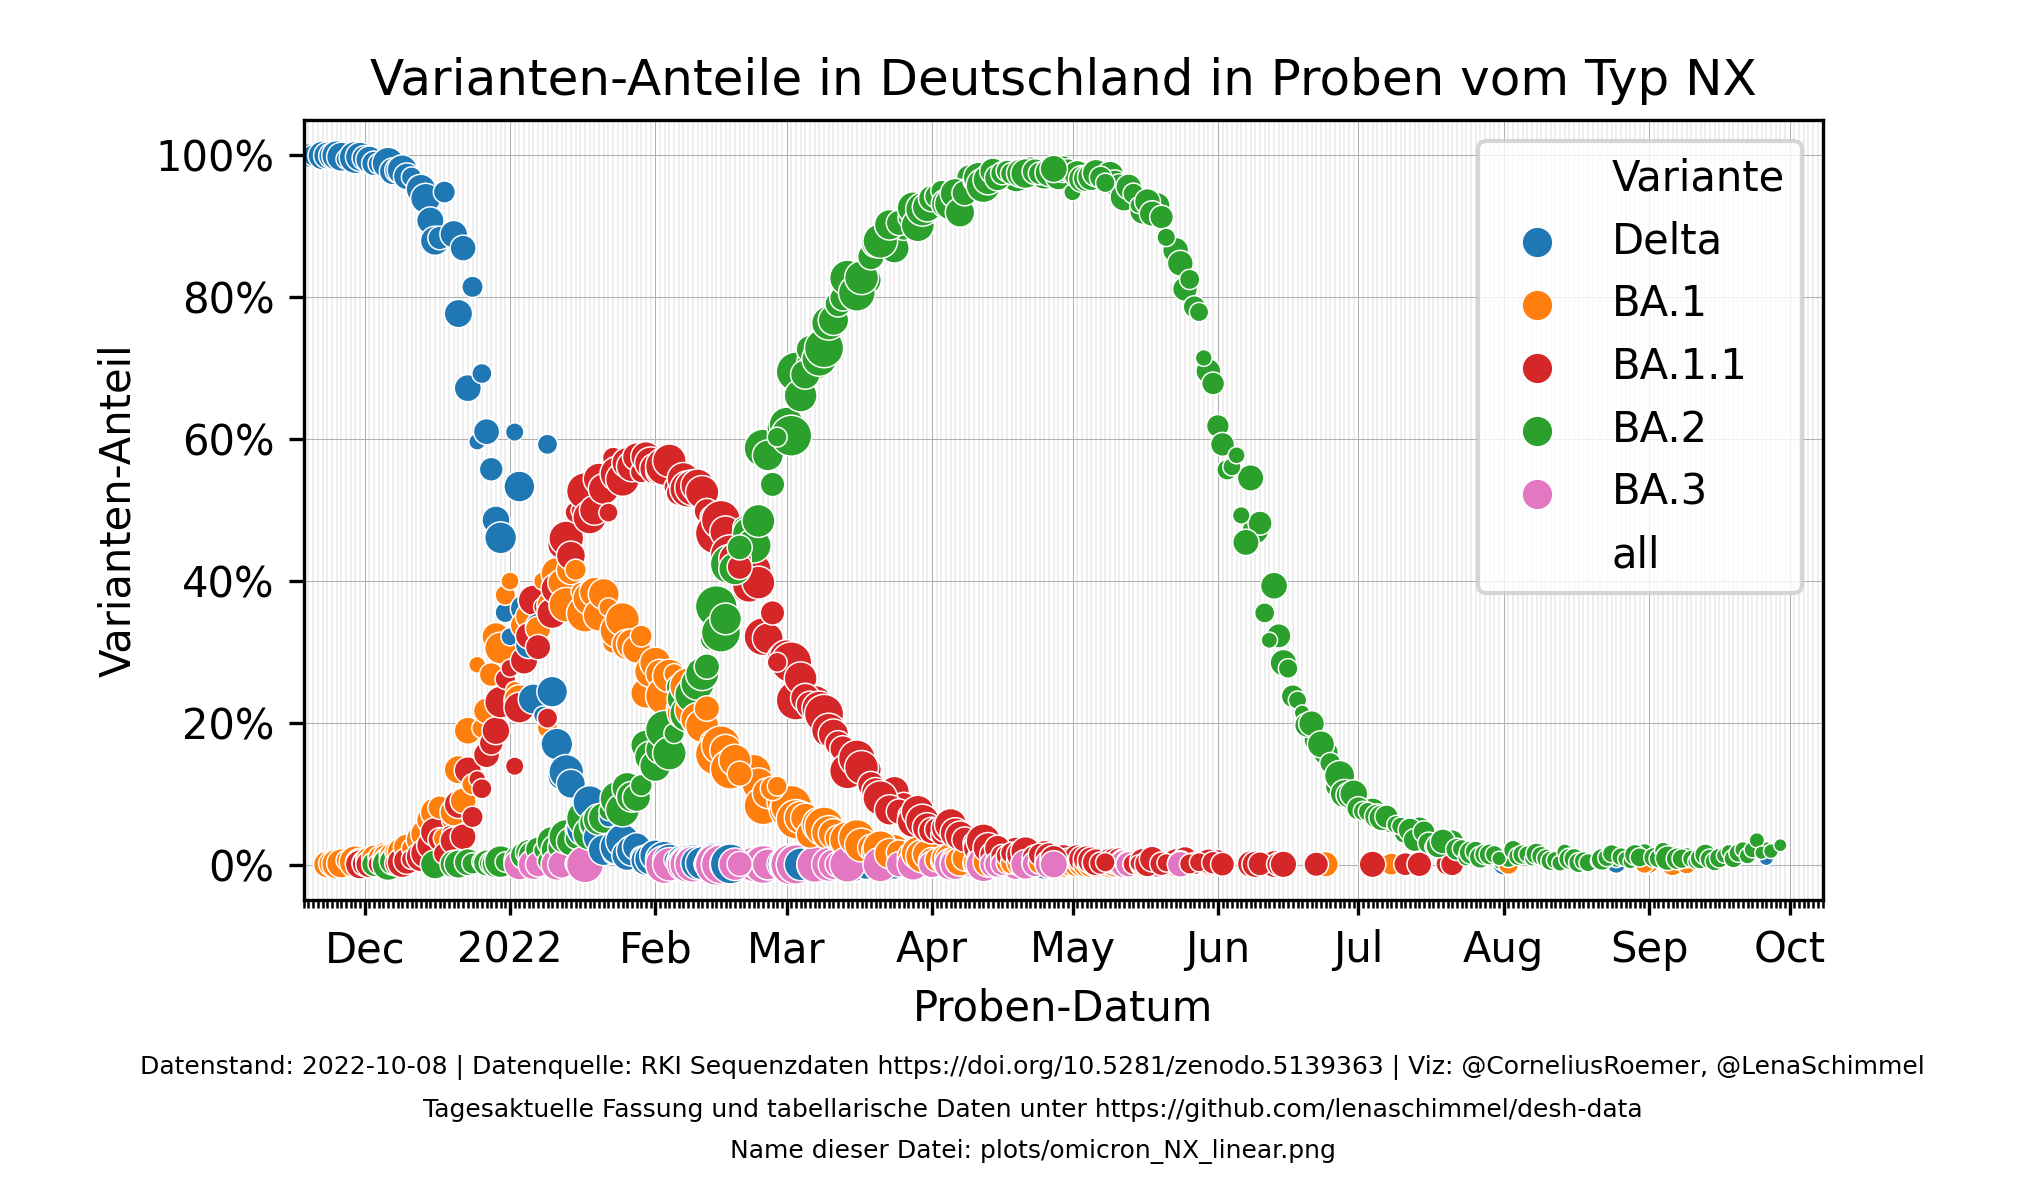 Varianten-Anteile in Deutschland in Proben vom Typ NX
Varianten-Anteil
100%
80%
60%
40%
20%
0%
Variante
Delta
BA.1
BA.1.1
BA.2
BA.3
all
Dec 2022 Feb Mar Apr May Jun Jul Aug Sep Oct
Proben-Datum
Datenstand: 2022-10-08 | Datenquelle: RKI Sequenzdaten https://doi.org/10.5281/zenodo.5139363 | Viz: @CorneliusRoemer, @LenaSchimmel
Tagesaktuelle Fassung und tabellarische Daten unter https://github.com/lenaschimmel/desh-data
Name dieser Datei: plots/omicron_NX_linear.png